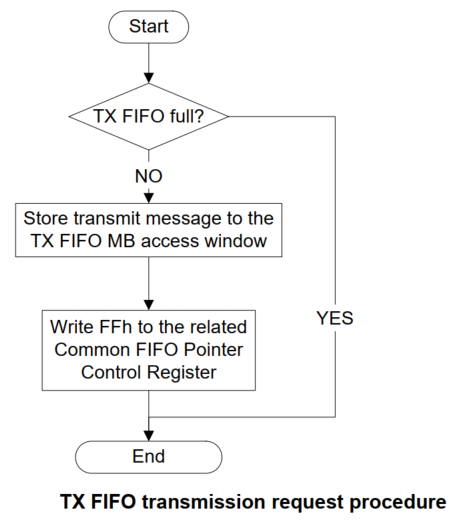 Start
TX FIFO full?
NO
Store transmit message to the
TX FIFO MB access window
YES
Write FFh to the related
Common FIFO Pointer
Control Register
End
TX FIFO transmission request procedure